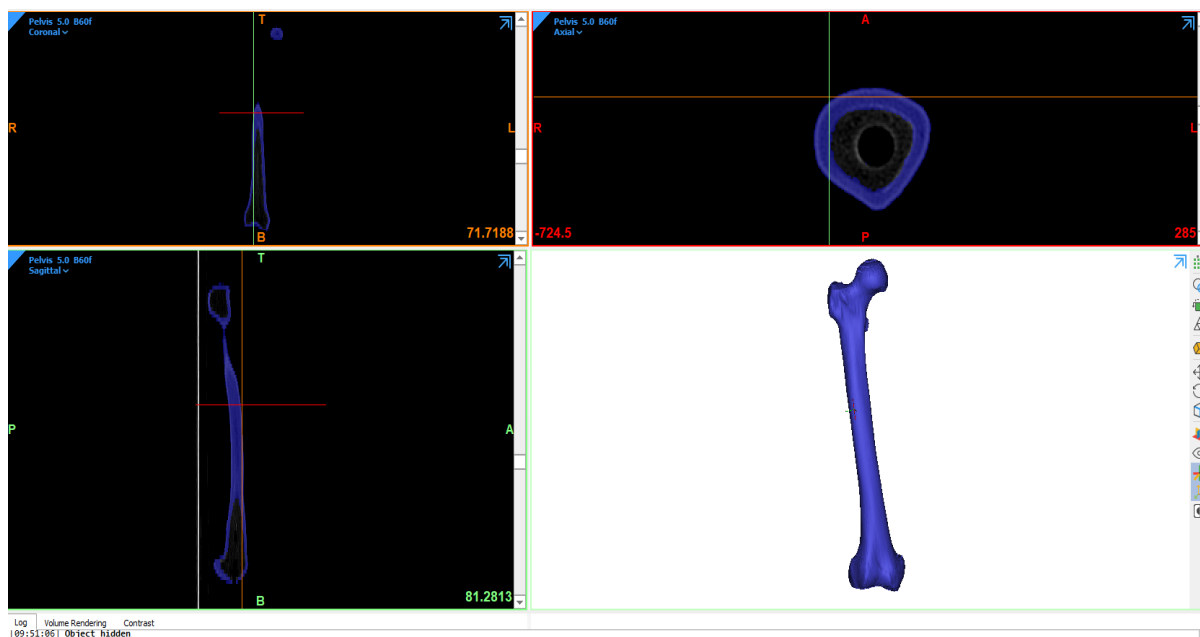 Pelvis 5.0 B60f
Coronal
T
R
L
B
71.7188
Pelvis 5.0 B60f
Axial
A
R
L
P
-724.5
285
Pelvis 5.0 B60f
Sagittal
T
P
A
B
81.2813
Log Volume Rendering Contrast
[09:51:06] Object hidden